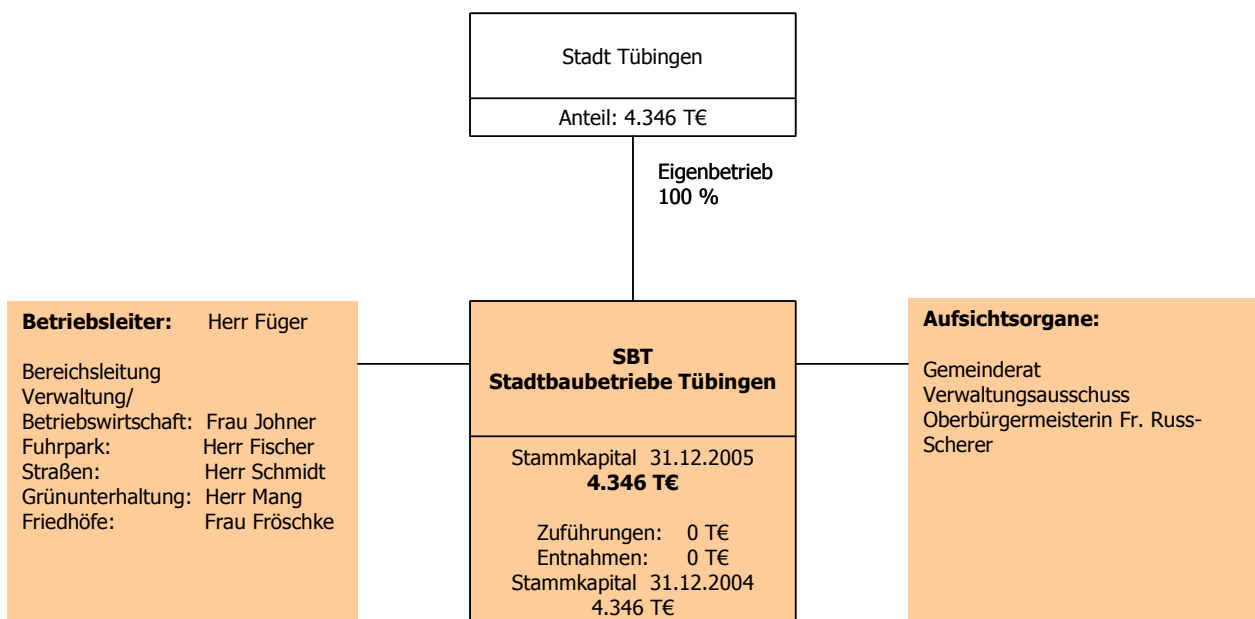 Stadt Tübingen
Anteil: 4.346 T€
Eigenbetrieb
100 %
Betriebsleiter: Herr Füger
Bereichsleitung
Verwaltung/
Betriebswirtschaft: Frau Johner
Fuhrpark: Herr Fischer
Straßen: Herr Schmidt
Grünunterhaltung: Herr Mang
Friedhöfe: Frau Fröschke
SBT
Stadtbaubetriebe Tübingen
Stammkapital 31.12.2005
4.346 T€
Zuführungen: 0 T€
Entnahmen: 0 T€
Stammkapital 31.12.2004
4.346 T€
Aufsichtsorgane:
Gemeinderat
Verwaltungsausschuss
Oberbürgermeisterin Fr. Russ-
Scherer